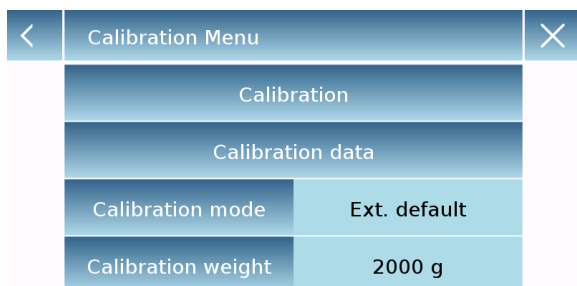 Calibration Menu
Calibration
Calibration data
Calibration mode Ext. default
Calibration weight 2000 g